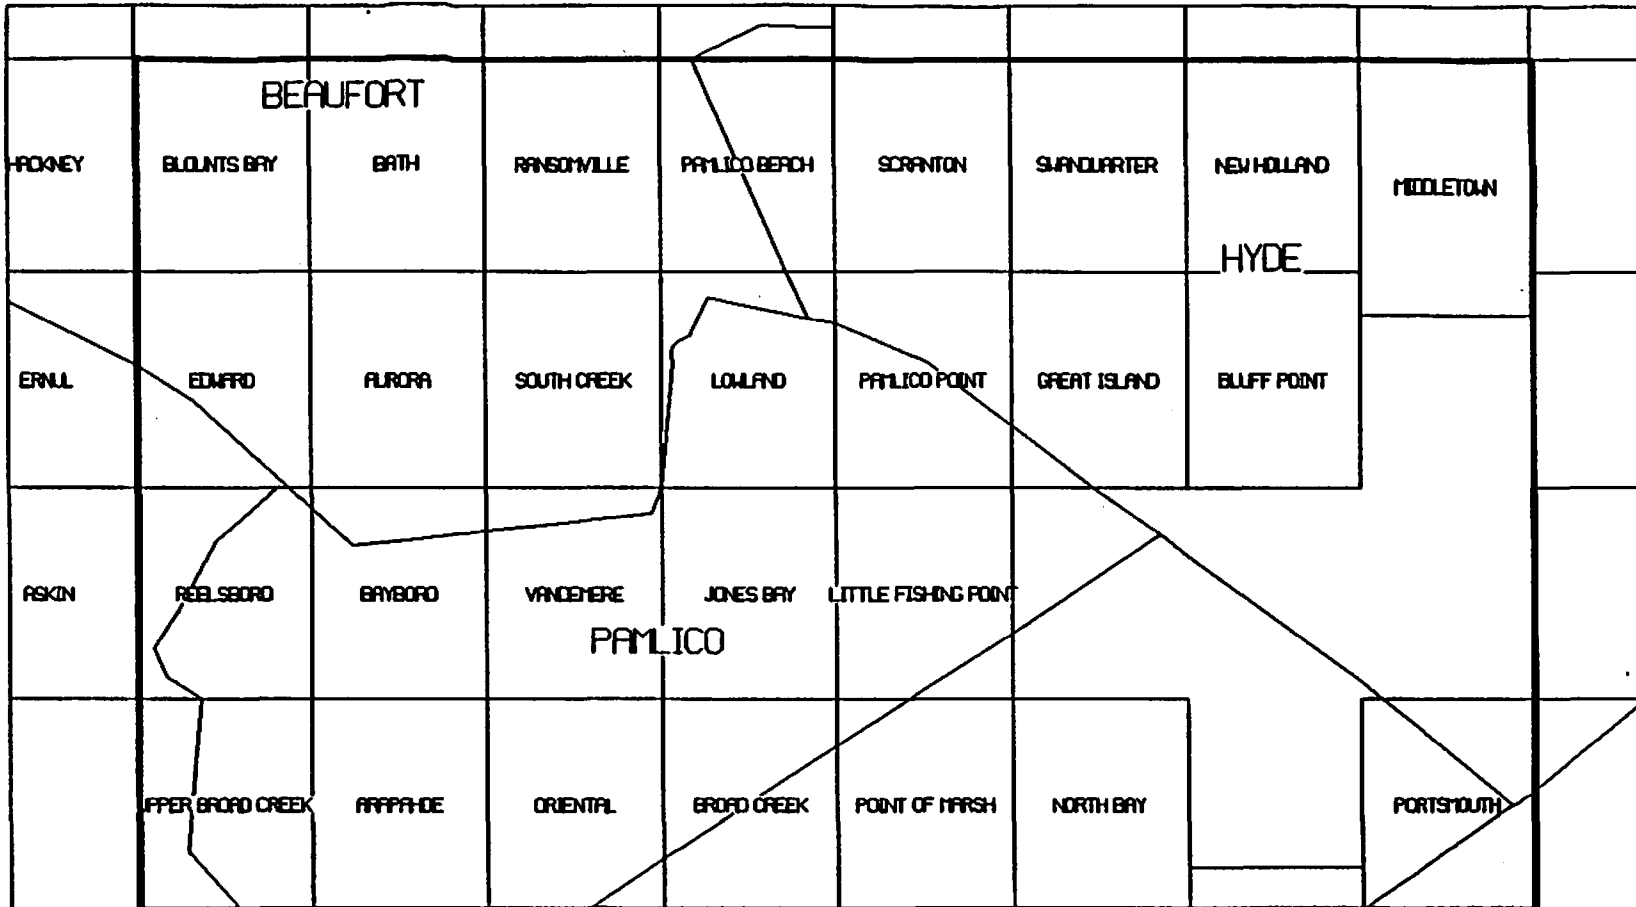 BEAUFORT
HACKNEY BLOUNTS BAY BATH RANSOMVILLE PAMLICO BEACH SCRANTON SWANQUARTER NEW HOLLAND MIDDLETOWN
HYDE
ERNUL EDWARD AURORA SOUTH CREEK LOWLAND PAMLICO POINT GREAT ISLAND BLUFF POINT
ASKIN REELSBORO BAYBORO VANDEMERE JONES BAY LITTLE FISHING POINT
PAMLICO
UPPER BROAD CREEK ARAPAHOE ORIENTAL BROAD CREEK POINT OF MARSH NORTH BAY PORTSMOUTH